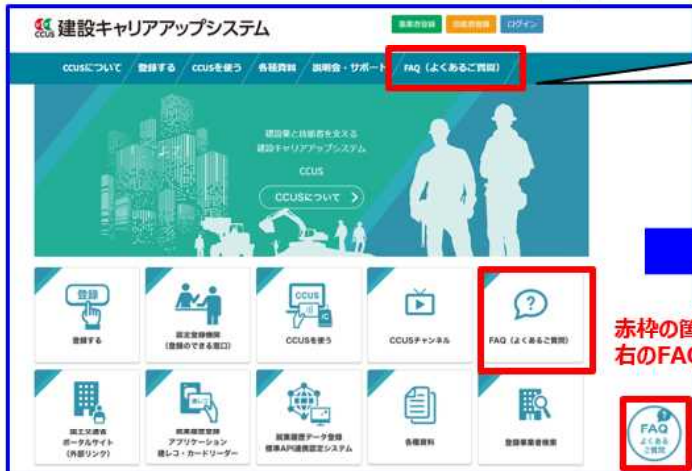 CCUS 建設キャリアアップシステム
事業者登録 技能者登録 ログイン
CCUSについて 登録する CCUSを使う 各種資料 説明会・サポート FAQ（よくあるご質問）
建設業と技能者を支える
建設キャリアアップシステム
CCUS
CCUSについて
登録
登録する
認定登録機関
（登録のできる窓口）
CCUS
CCUSを使う
CCUSチャンネル
FAQ（よくあるご質問）
国土交通省
ポータルサイト
（外部リンク）
就業履歴登録
アプリケーション
建レコ・カードリーダー
就業履歴データ登録
標準API連携認定システム
各種資料
登録事業者検索
赤枠の箇
右のFAQ
FAQ
よくある
ご質問